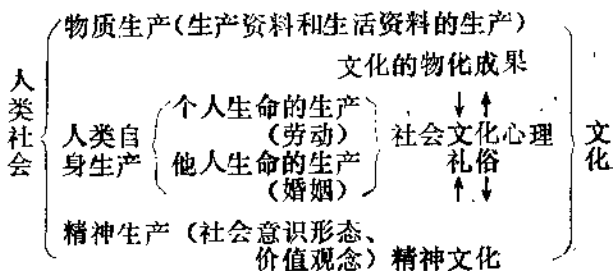 物质生产(生产资料和生活资料的生产)
文化的物化成果
人类社会
人类自身生产
个人生命的生产
(劳动)
他人生命的生产
(婚姻)
社会文化心理
礼俗
文化
精神生产(社会意识形态、
价值观念)精神文化